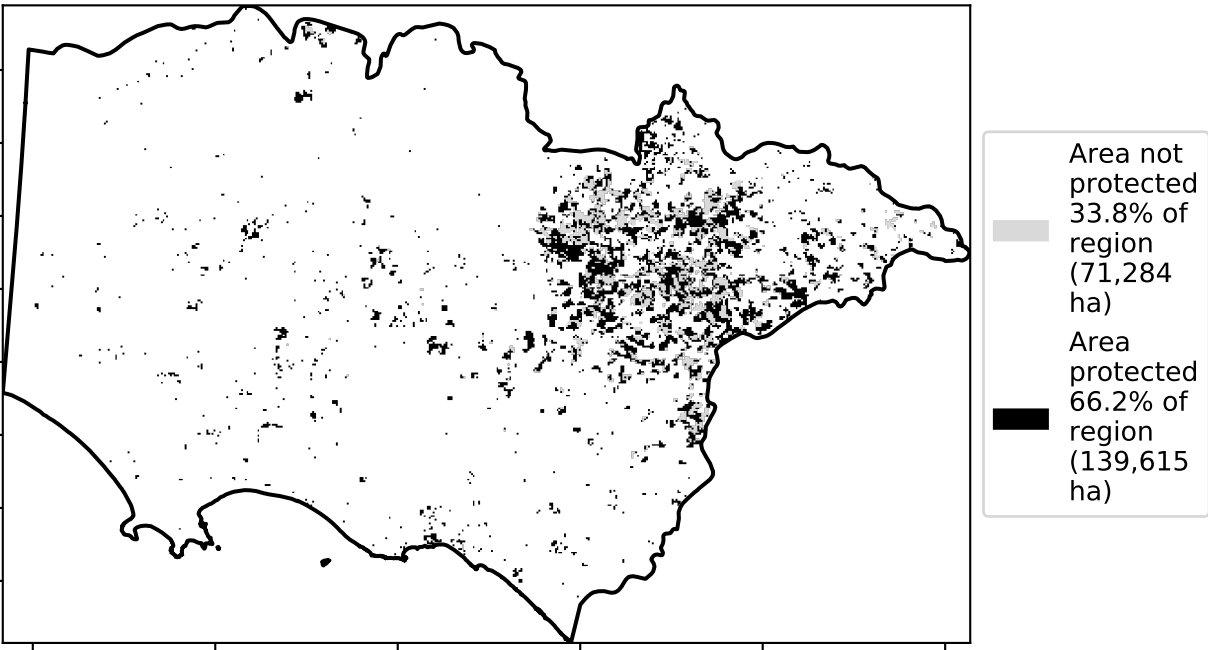 Area not
protected
33.8% of
region
(71,284
ha)
Area
protected
66.2% of
region
(139,615
ha)